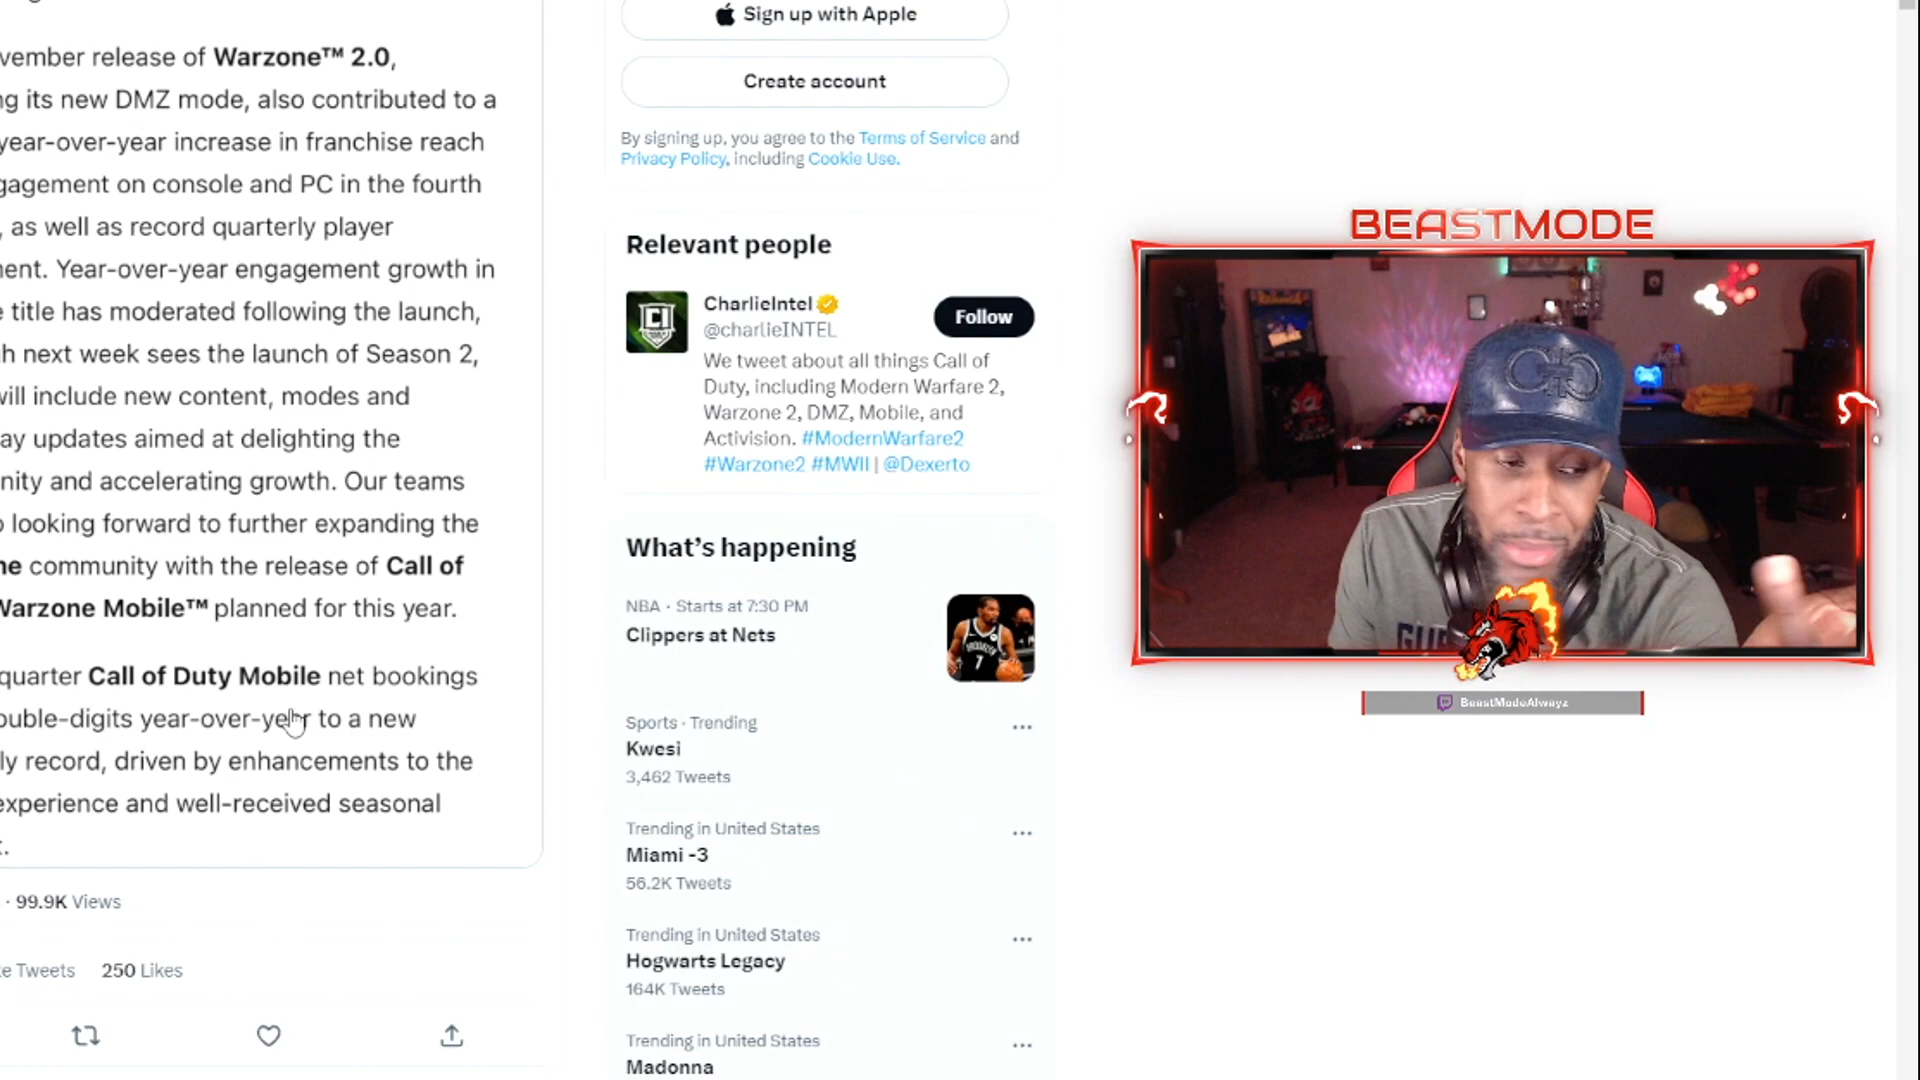 vember release of Warzone™ 2.0,
ng its new DMZ mode, also contributed to a
year-over-year increase in franchise reach
gagement on console and PC in the fourth
, as well as record quarterly player
nent. Year-over-year engagement growth in
e title has moderated following the launch,
h next week sees the launch of Season 2,
will include new content, modes and
ay updates aimed at delighting the
nity and accelerating growth. Our teams
o looking forward to further expanding the
ne community with the release of Call of
Warzone Mobile™ planned for this year.
quarter Call of Duty Mobile net bookings
ouble-digits year-over-year to a new
ly record, driven by enhancements to the
experience and well-received seasonal
t.
· 99.9K Views
te Tweets 250 Likes
Sign up with Apple
Create account
By signing up, you agree to the Terms of Service and
Privacy Policy, including Cookie Use.
Relevant people
CharlieIntel
@charlieINTEL
Follow
We tweet about all things Call of
Duty, including Modern Warfare 2,
Warzone 2, DMZ, Mobile, and
Activision. #ModernWarfare2
#Warzone2 #MWII | @Dexerto
What's happening
NBA · Starts at 7:30 PM
Clippers at Nets
Sports · Trending
Kwesi
3,462 Tweets
Trending in United States
Miami -3
56.2K Tweets
Trending in United States
Hogwarts Legacy
164K Tweets
Trending in United States
Madonna
BEASTMODE
BeastModeAlwayz